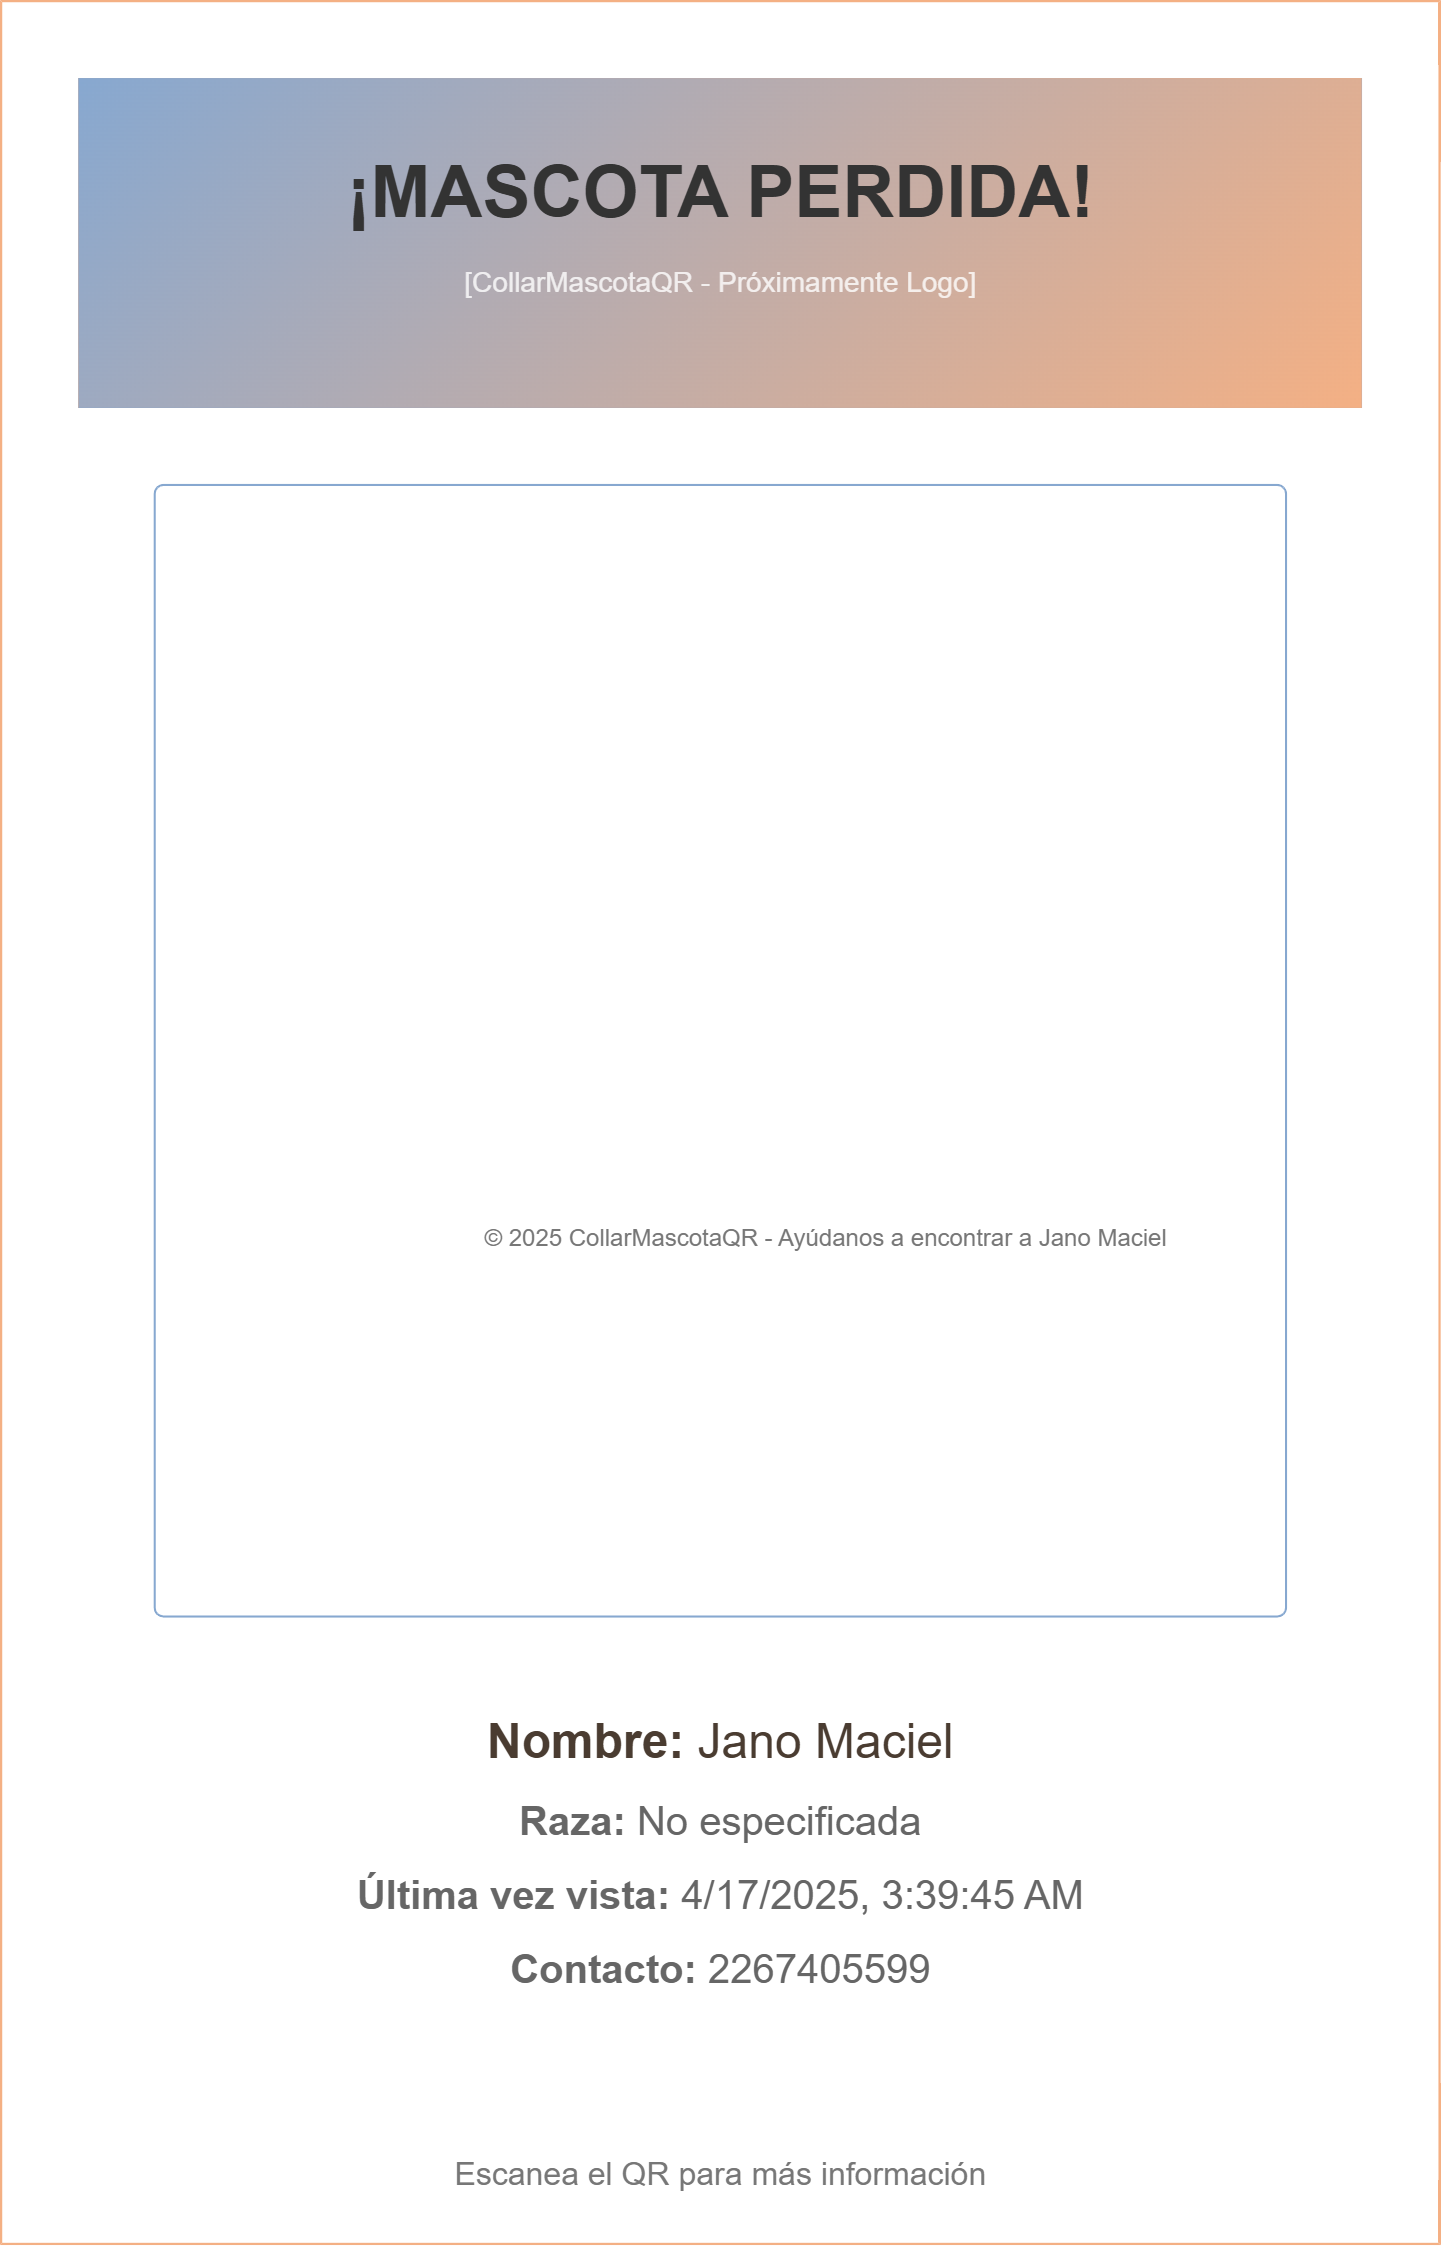 ¡MASCOTA PERDIDA!
[CollarMascotaQR - Próximamente Logo]
© 2025 CollarMascotaQR - Ayúdanos a encontrar a Jano Maciel
Nombre: Jano Maciel
Raza: No especificada
Última vez vista: 4/17/2025, 3:39:45 AM
Contacto: 2267405599
Escanea el QR para más información